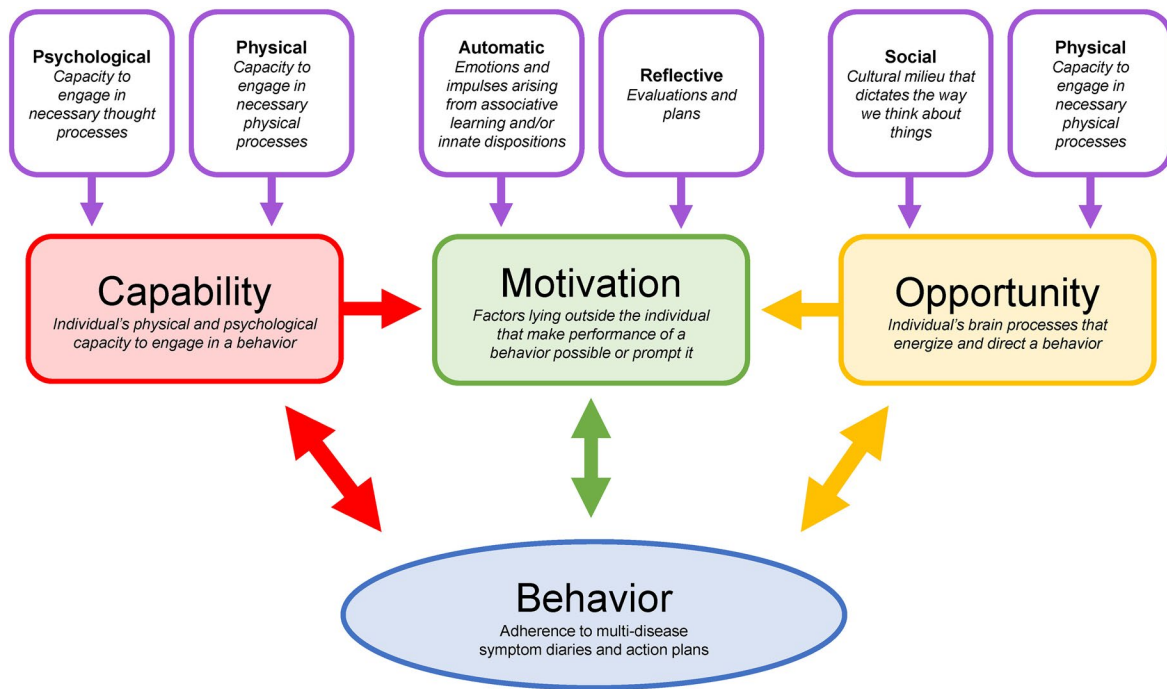 Psychological
Capacity to
engage in
necessary thought
processes
Physical
Capacity to
engage in
necessary
physical
processes
Automatic
Emotions and
impulses arising
from associative
learning and/or
innate dispositions
Reflective
Evaluations and
plans
Social
Cultural milieu that
dictates the way
we think about
things
Physical
Capacity to
engage in
necessary
physical
processes
Capability
Individual's physical and psychological
capacity to engage in a behavior
Motivation
Factors lying outside the individual
that make performance of a
behavior possible or prompt it
Opportunity
Individual's brain processes that
energize and direct a behavior
Behavior
Adherence to multi-disease
symptom diaries and action plans